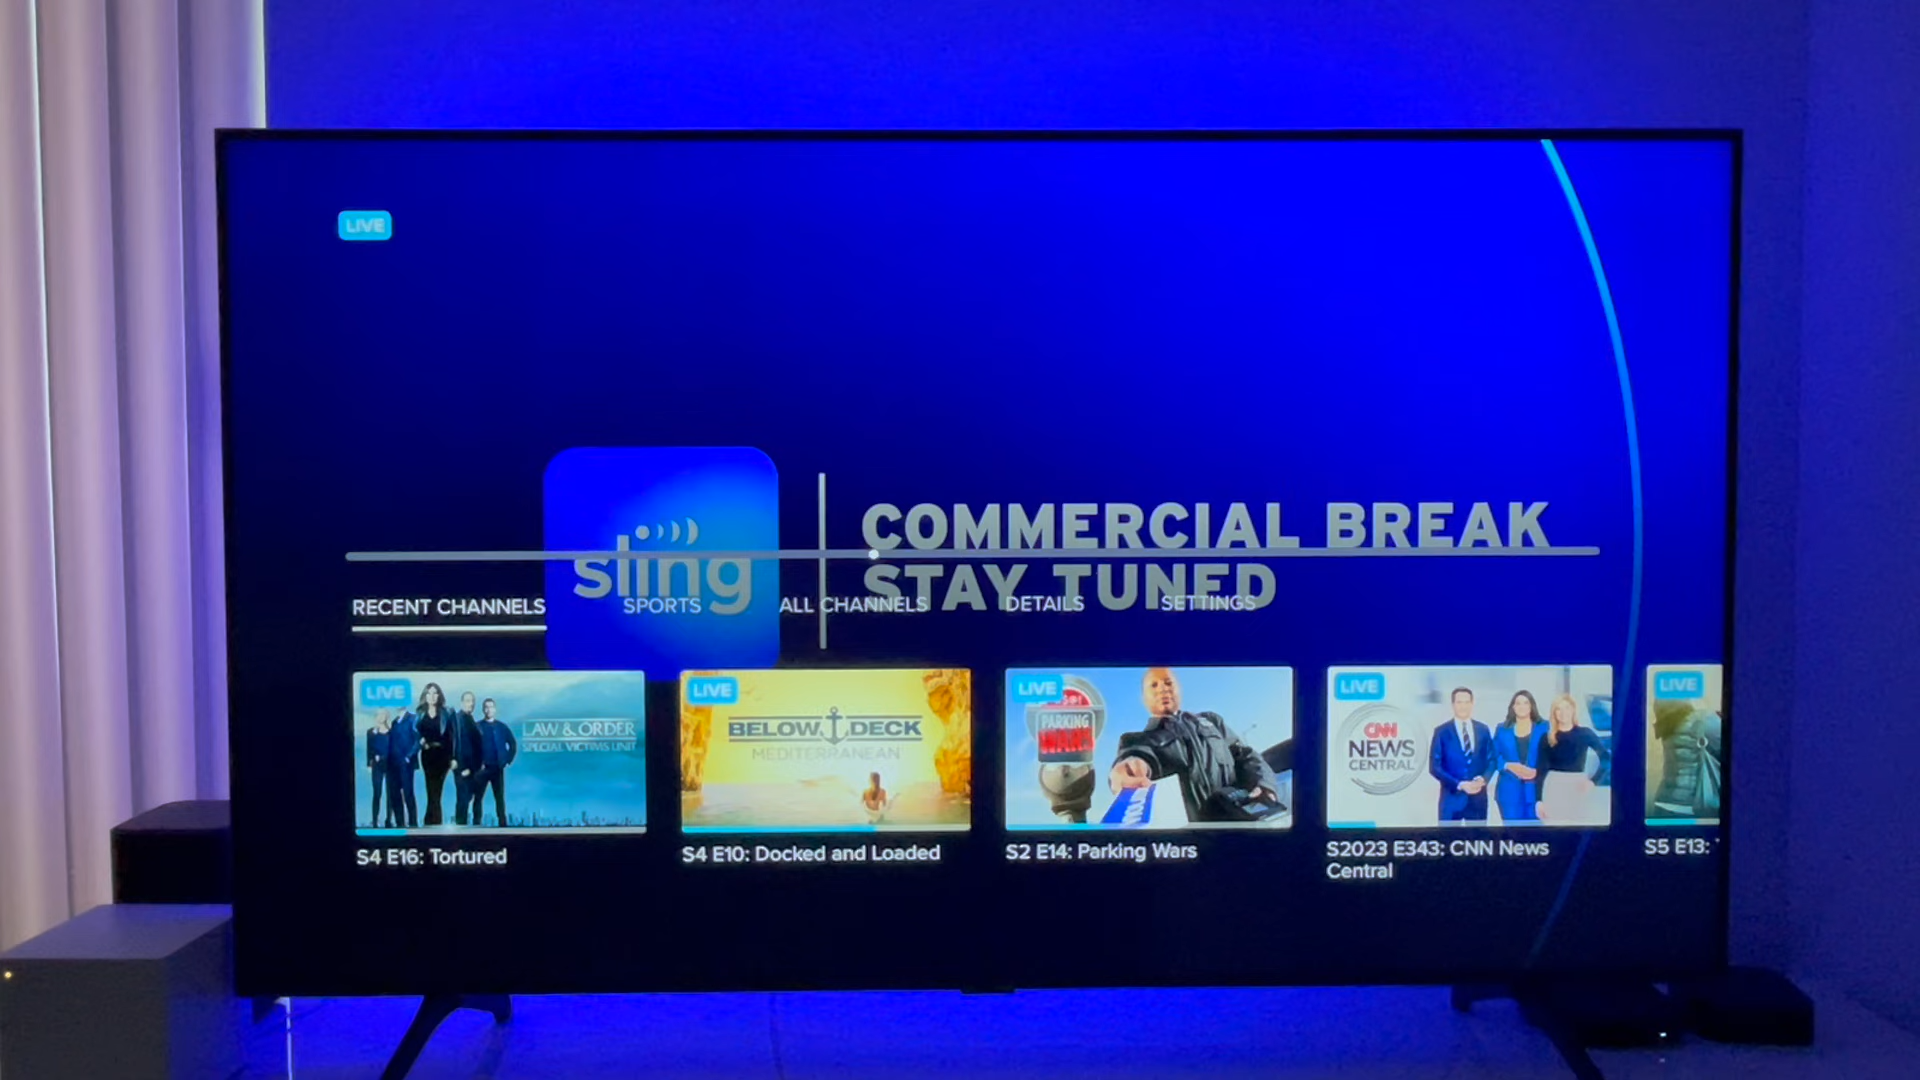 LIVE
sling
COMMERCIAL BREAK
STAY TUNED
RECENT CHANNELS SPORTS ALL CHANNELS DETAILS SETTINGS
LIVE
LAW & ORDER
SPECIAL VICTIMS UNIT
S4 E16: Tortured
LIVE
BELOW DECK
MEDITERRANEAN
S4 E10: Docked and Loaded
LIVE
PARKING
WARS
S2 E14: Parking Wars
LIVE
CNN
NEWS
CENTRAL
S2023 E343: CNN News
Central
LIVE
S5 E13: